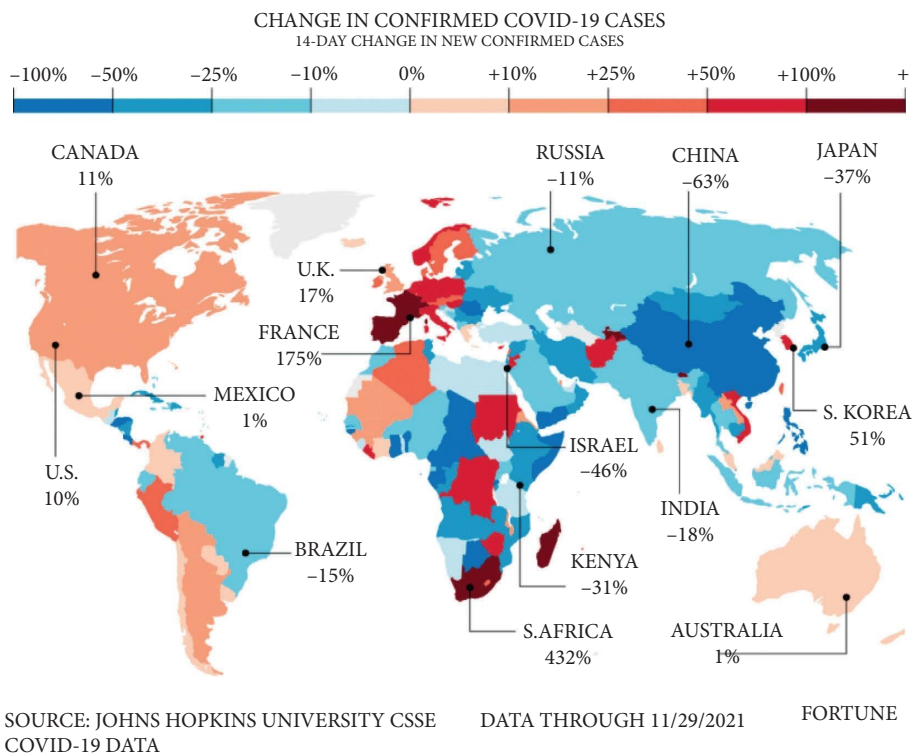 CHANGE IN CONFIRMED COVID-19 CASES
14-DAY CHANGE IN NEW CONFIRMED CASES
−100% −50% −25% −10% 0% +10% +25% +50% +100% +
CANADA
11%
RUSSIA
−11%
CHINA
−63%
JAPAN
−37%
U.K.
17%
FRANCE
175%
MEXICO
1%
U.S.
10%
BRAZIL
−15%
S. KOREA
51%
ISRAEL
−46%
INDIA
−18%
KENYA
−31%
S.AFRICA
432%
AUSTRALIA
1%
SOURCE: JOHNS HOPKINS UNIVERSITY CSSE
COVID-19 DATA
DATA THROUGH 11/29/2021
FORTUNE